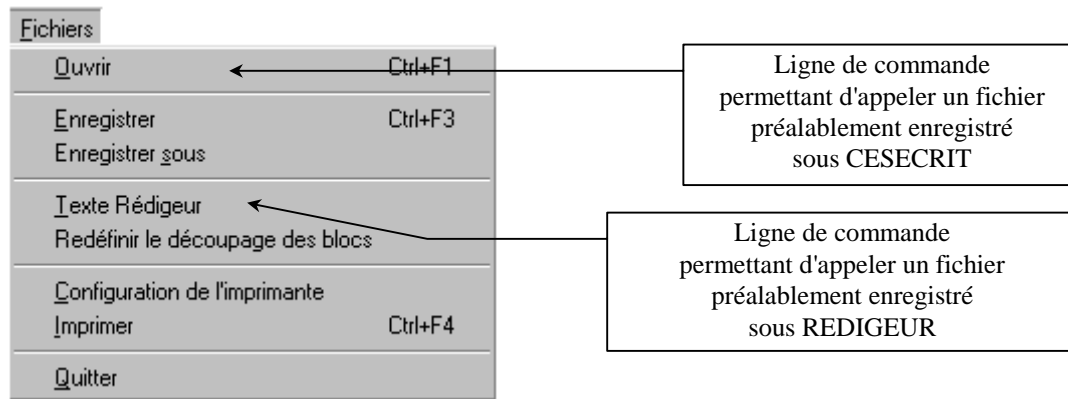 Fichiers
Ouvrir Ctrl+F1
Enregistrer Ctrl+F3
Enregistrer sous
Texte Rédigeur
Redéfinir le découpage des blocs
Configuration de l'imprimante
Imprimer Ctrl+F4
Quitter
Ligne de commande
permettant d'appeler un fichier
préalablement enregistré
sous CESECRIT
Ligne de commande
permettant d'appeler un fichier
préalablement enregistré
sous REDIGEUR